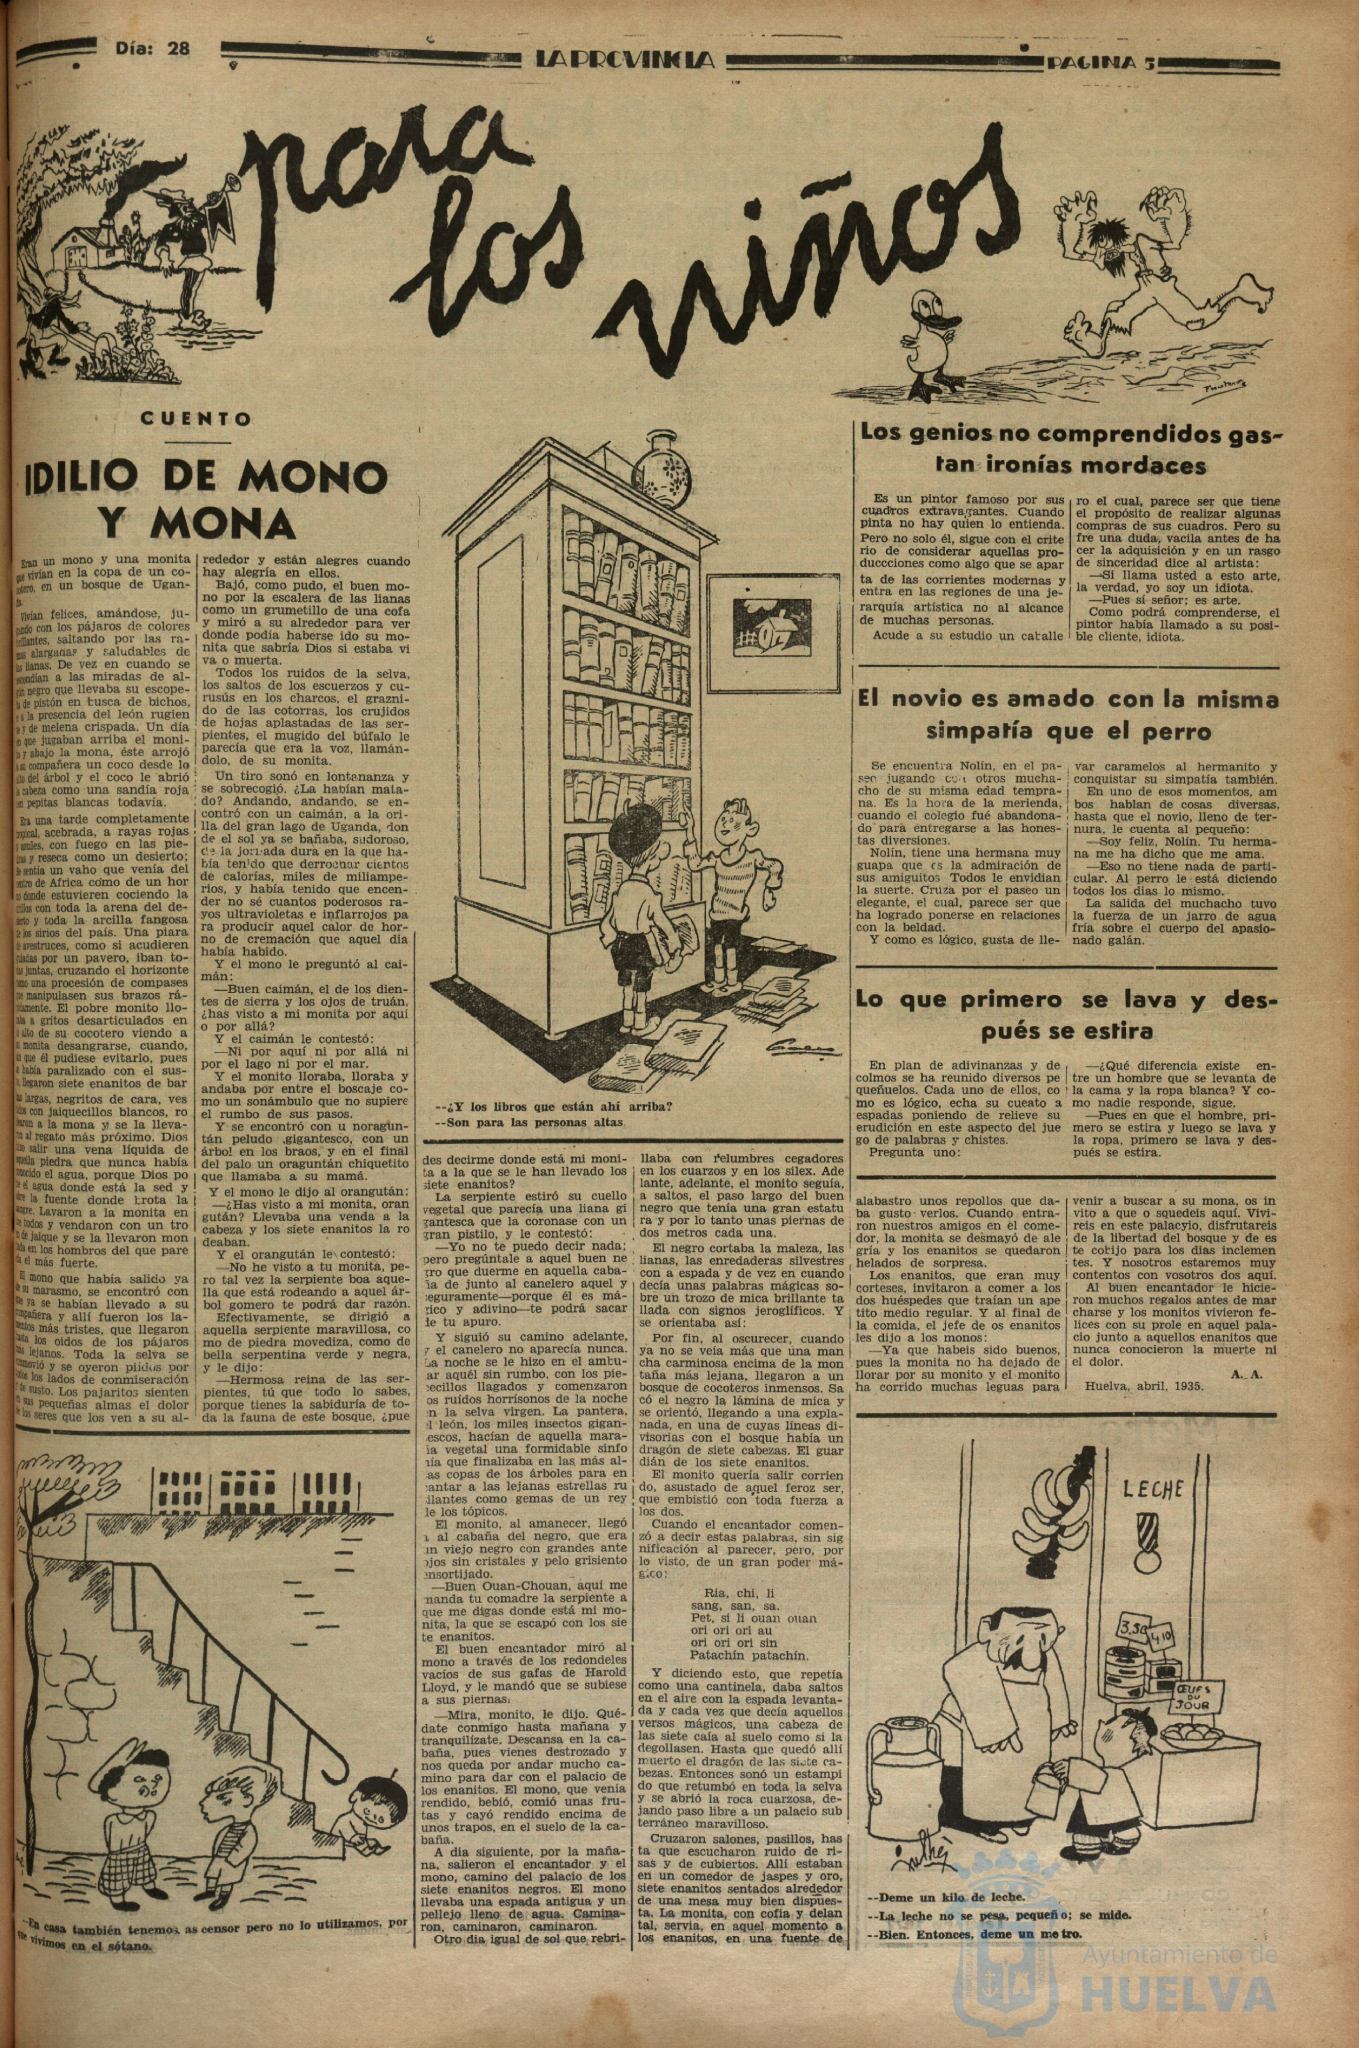 Día: 28
LA PROVINCIA
PAGINA 5
para
los
niños
CUENTO
IDILIO DE MONO
Y MONA
Eran un mono y una monita
que vivían en la copa de un co-
cotero, en un bosque de Ugan-
da.
Vivían felices, amándose, ju-
gando con los pájaros de colores
brillantes, saltando por las ra-
mas alargadas y saludables de
las lianas. De vez en cuando se
escondían a las miradas de al-
gún negro que llevaba su escope-
ta de pistón en busca de bichos,
o a la presencia del león rugien
te y de melena crispada. Un día
en que jugaban arriba el moni-
to y abajo la mona, éste arrojó
a su compañera un coco desde lo
alto del árbol y el coco le abrió
la cabeza como una sandía roja
con pepitas blancas todavía.
Era una tarde completamente
tropical, acebrada, a rayas rojas
y azules, con fuego en las pie-
dras y reseca como un desierto;
se sentía un vaho que venía del
centro de Africa como de un hor
no donde estuvieren cociendo la
arcillas con toda la arena del de-
sierto y toda la arcilla fangosa
de los sirios del país. Una piara
de avestruces, como si acudieren
guiadas por un pavero, iban to-
das juntas, cruzando el horizonte
como una procesión de compases
que manipulasen sus brazos rá-
pidamente. El pobre monito llo-
raba a gritos desarticulados en
lo alto de su cocotero viendo a
su monita desangrarse, cuando,
sin que él pudiese evitarlo, pues
se había paralizado con el sus-
to, llegaron siete enanitos de bar
bas largas, negritos de cara, ves
tidos con jaiquecillos blancos, ro
dearon a la mona y se la lleva-
ron al regato más próximo. Dios
hizo salir una vena líquida de
aquella piedra que nunca había
conocido el agua, porque Dios po
ne el agua donde está la sed y
abre la fuente donde brota la
sangre. Lavaron a la monita en
tre todos y vendaron con un tro
zo de jaique y se la llevaron mon
tada en los hombros del que pare
cía el más fuerte.
El mono que había salido ya
de su marasmo, se encontró con
que ya se habían llevado a su
compañera y allí fueron los la-
mentos más tristes, que llegaron
hasta los oidos de los pájaros
más lejanos. Toda la selva se
conmovió y se oyeron piidos por
todos los lados de conmiseración
y de susto. Los pajaritos sienten
en sus pequeñas almas el dolor
de los seres que los ven a su al-
rededor y están alegres cuando
hay alegría en ellos.
Bajó, como pudo, el buen mo-
no por la escalera de las lianas
como un grumetillo de una cofa
y miró a su alrededor para ver
donde podía haberse ido su mo-
nita que sabría Dios si estaba vi
va o muerta.
Todos los ruidos de la selva,
los saltos de los escuerzos y cu-
rusús en los charcos, el grazni-
do de las cotorras, los crujidos
de hojas aplastadas de las ser-
pientes, el mugido del búfalo le
parecía que era la voz, llamán-
dolo, de su monita.
Un tiro sonó en lontananza y
se sobrecogió. ¿La habían mata-
do? Andando, andando, se en-
contró con un caimán, a la ori-
lla del gran lago de Uganda, don
de el sol ya se bañaba, sudoroso,
de la jornada dura en la que ha-
bía tenido que derrochar cientos
de calorías, miles de miliampe-
rios, y había tenido que encen-
der no sé cuantos poderosos ra-
yos ultravioletas e inflarrojos pa
ra producir aquel calor de hor-
no de cremación que aquel día
había habido.
Y el mono le preguntó al cai-
mán:
—Buen caimán, el de los dien-
tes de sierra y los ojos de truán,
¿has visto a mi monita por aquí
o por allá?
Y el caimán le contestó:
—Ni por aquí ni por allá ni
por el lago ni por el mar.
Y el monito lloraba, lloraba y
andaba por entre el boscaje co-
mo un sonámbulo que no supiere
el rumbo de sus pasos.
Y se encontró con u noragun-
tán peludo gigantesco, con un
árbol en los braos, y en el final
del palo un oraguntán chiquitito
que llamaba a su mamá.
Y el mono le dijo al orangután:
—¿Has visto a mi monita, oran
gután? Llevaba una venda a la
cabeza y los siete enanitos la ro
deaban.
Y el orangután le contestó:
—No he visto a tu monita, pe-
ro tal vez la serpiente boa aque-
lla que está rodeando a aquel ár-
bol gomero te podrá dar razón.
Efectivamente, se dirigió a
aquella serpiente maravillosa, co
mo de piedra movediza, como de
bella serpentina verde y negra,
y le dijo:
—Hermosa reina de las ser-
pientes, tú que todo lo sabes,
porque tienes la sabiduría de to-
da la fauna de este bosque, ¿pue
--¿Y los libros que están ahí arriba?
--Son para las personas altas.
des decirme donde está mi moni-
ta a la que se le han llevado los
siete enanitos?
La serpiente estiró su cuello
vegetal que parecía una liana gi
gantesca que la coronase con un
gran pistilo, y le contestó:
—Yo no te puedo decir nada;
pero pregúntale a aquel buen ne
gro que duerme en aquella caba-
ña de junto al canelero aquel y
seguramente—porque él es má-
gico y adivino—te podrá sacar
de tu apuro.
Y siguió su camino adelante,
y el canelero no aparecía nunca.
La noche se le hizo en el ambu-
lar aquél sin rumbo, con los pie-
cecillos llagados y comenzaron
los ruidos horrísonos de la noche
en la selva virgen. La pantera,
el león, los miles insectos gigan-
tescos, hacían de aquella mara-
ña vegetal una formidable sinfo
nía que finalizaba en las más al-
tas copas de los árboles para en
cantar a las lejanas estrellas ru
tilantes como gemas de un rey
de los tópicos.
El monito, al amanecer, llegó
a al cabaña del negro, que era
un viejo negro con grandes ante
ojos sin cristales y pelo grisiento
ensortijado.
—Buen Ouan-Chouan, aquí me
manda tu comadre la serpiente a
que me digas donde está mi mo-
nita, la que se escapó con los sie
te enanitos.
El buen encantador miró al
mono a través de los redondeles
vacíos de sus gafas de Harold
Lloyd, y le mandó que se subiese
a sus piernas:
—Mira, monito, le dijo. Qué-
date conmigo hasta mañana y
tranquilízate. Descansa en la ca-
baña, pues vienes destrozado y
nos queda por andar mucho ca-
mino para dar con el palacio de
los enanitos. El mono, que venía
rendido, bebió, comió unas fru-
tas y cayó rendido encima de
unos trapos, en el suelo de la ca-
baña.
A dia siguiente, por la maña-
na, salieron el encantador y el
mono, camino del palacio de los
siete enanitos negros. El mono
llevaba una espada antigua y un
pellejo lleno de agua. Camina-
ron, caminaron, caminaron.
Otro dia igual de sol que rebri-
llaba con relumbres cegadores
en los cuarzos y en los silex. Ade
lante, adelante, el monito seguía,
a saltos, el paso largo del buen
negro que tenía una gran estatu
ra y por lo tanto unas piernas de
dos metros cada una.
El negro cortaba la maleza, las
lianas, las enredaderas silvestres
con a espada y de vez en cuando
decía unas palabras mágicas so-
bre un trozo de mica brillante ta
llada con signos jeroglíficos. Y
se orientaba así:
Por fin, al oscurecer, cuando
ya no se veía más que una man
cha carminosa encima de la mon
taña más lejana, llegaron a un
bosque de cocoteros inmensos. Sa
có el negro la lámina de mica y
se orientó, llegando a una expla-
nada, en una de cuyas líneas di-
visorias con el bosque había un
dragón de siete cabezas. El guar
dián de los siete enanitos.
El monito quería salir corrien
do, asustado de aquel feroz ser,
que embistió con toda fuerza a
los dos.
Cuando el encantador comen-
zó a decir estas palabras, sin sig
nificación al parecer, pero, por
lo visto, de un gran poder má-
gico:
Ria, chi, li
sang, san, sa.
Pet, si li ouan ouan
ori ori ori au
ori ori ori sin
Patachín patachín.
Y diciendo esto, que repetía
como una cantinela, daba saltos
en el aire con la espada levanta-
da y cada vez que decía aquellos
versos mágicos, una cabeza de
las siete caía al suelo como si la
degollasen. Hasta que quedó allí
muerto el dragón de las siete ca-
bezas. Entonces sonó un estampi
do que retumbó en toda la selva
y se abrió la roca cuarzosa, de-
jando paso libre a un palacio sub
terráneo maravilloso.
Cruzaron salones, pasillos, has
ta que escucharon ruido de ri-
sas y de cubiertos. Allí estaban
en un comedor de jaspes y oro,
siete enanitos sentados alrededor
de una mesa muy bien dispues-
ta. La monita, con cofia y delan
tal, servía, en aquel momento a
los enanitos, en una fuente de
alabastro unos repollos que da-
ba gusto verlos. Cuando entra-
ron nuestros amigos en el come-
dor, la monita se desmayó de ale
gría y los enanitos se quedaron
helados de sorpresa.
Los enanitos, que eran muy
corteses, invitaron a comer a los
dos huéspedes que traían un ape
tito medio regular. Y al final de
la comida, el jefe de os enanitos
les dijo a los monos:
—Ya que habeis sido buenos,
pues la monita no ha dejado de
llorar por su monito y el monito
ha corrido muchas leguas para
venir a buscar a su mona, os in
vito a que o squedeis aquí. Vivi-
reis en este palacyio, disfrutareis
de la libertad del bosque y de es
te cobijo para los dias inclemen
tes. Y nosotros estaremos muy
contentos con vosotros dos aquí.
Al buen encantador le hicie-
ron muchos regalos antes de mar
charse y los monitos vivieron fe-
lices con su prole en aquel pala-
cio junto a aquellos enanitos que
nunca conocieron la muerte ni
el dolor.
A. A.
Huelva, abril, 1935.
Los genios no comprendidos gas-
tan ironías mordaces
Es un pintor famoso por sus
cuadros extravagantes. Cuando
pinta no hay quien lo entienda.
Pero no solo él, sigue con el crite
rio de considerar aquellas pro-
duccciones como algo que se apar
ta de las corrientes modernas y
entra en las regiones de una je-
rarquía artística no al alcance
de muchas personas.
Acude a su estudio un caballe
ro el cual, parece ser que tiene
el propósito de realizar algunas
compras de sus cuadros. Pero su
fre una duda, vacila antes de ha
cer la adquisición y en un rasgo
de sinceridad dice al artista:
—Si llama usted a esto arte,
la verdad, yo soy un idiota.
—Pues si señor; es arte.
Como podrá comprenderse, el
pintor había llamado a su posi-
ble cliente, idiota.
El novio es amado con la misma
simpatía que el perro
Se encuentra Nolín, en el pa-
seo jugando con otros mucha-
cho de su misma edad tempra-
na. Es la hora de la merienda,
cuando el colegio fué abandona-
do para entregarse a las hones-
tas diversiones.
Nolín, tiene una hermana muy
guapa que es la admiración de
sus amiguitos Todos le envidian
la suerte. Cruza por el paseo un
elegante, el cual, parece ser que
ha logrado ponerse en relaciones
con la beldad.
Y como es lógico, gusta de lle-
var caramelos al hermanito y
conquistar su simpatía también.
En uno de esos momentos, am
bos hablan de cosas diversas,
hasta que el novio, lleno de ter-
nura, le cuenta al pequeño:
—Soy feliz, Nolín. Tu herma-
na me ha dicho que me ama.
—Eso no tiene nada de parti-
cular. Al perro le está diciendo
todos los dias lo mismo.
La salida del muchacho tuvo
la fuerza de un jarro de agua
fría sobre el cuerpo del apasio-
nado galán.
Lo que primero se lava y des-
pués se estira
En plan de adivinanzas y de
colmos se ha reunido diversos pe
queñuelos. Cada uno de ellos, co
mo es lógico, echa su cuato a
espadas poniendo de relieve su
erudición en este aspecto del jue
go de palabras y chistes.
Pregunta uno:
—¿Qué diferencia existe en-
tre un hombre que se levanta de
la cama y la ropa blanca? Y co-
mo nadie responde, sigue.
—Pues en que el hombre, pri-
mero se estira y luego se lava y
la ropa, primero se lava y des-
pués se estira.
--En casa también tenemos, as censor pero no lo utilizamos, por
que vivimos en el sótano.
LECHE
3,50
4,10
ŒUFS
DU
JOUR
--Deme un kilo de leche.
--La leche no se pesa, pequeño; se mide.
--Bien. Entonces, deme un metro.
Ayuntamiento de
HUELVA